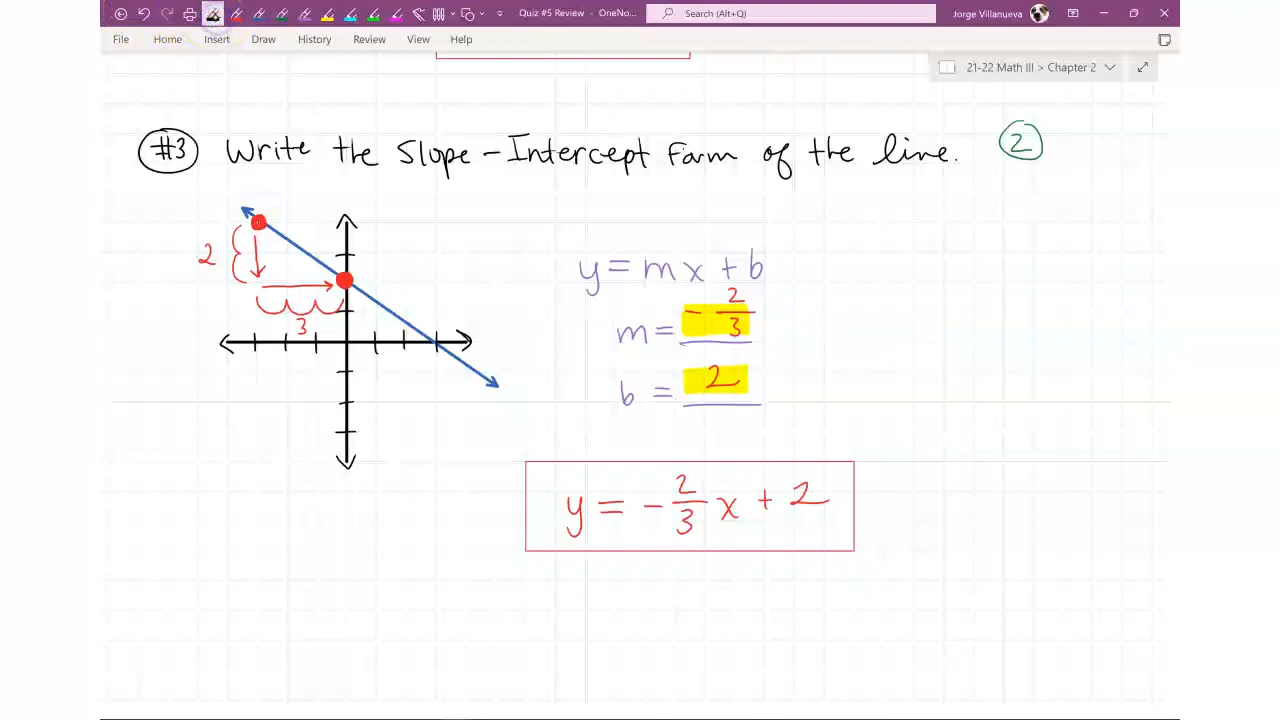 Quiz #5 Review - OneNo...
Search (Alt+Q)
Jorge Villanueva
File Home Insert Draw History Review View Help
21-22 Math III > Chapter 2
#3 Write the Slope-Intercept Form of the line. 2
2
3
y = mx + b
m = - 2/3
b = 2
y = - 2/3 x + 2